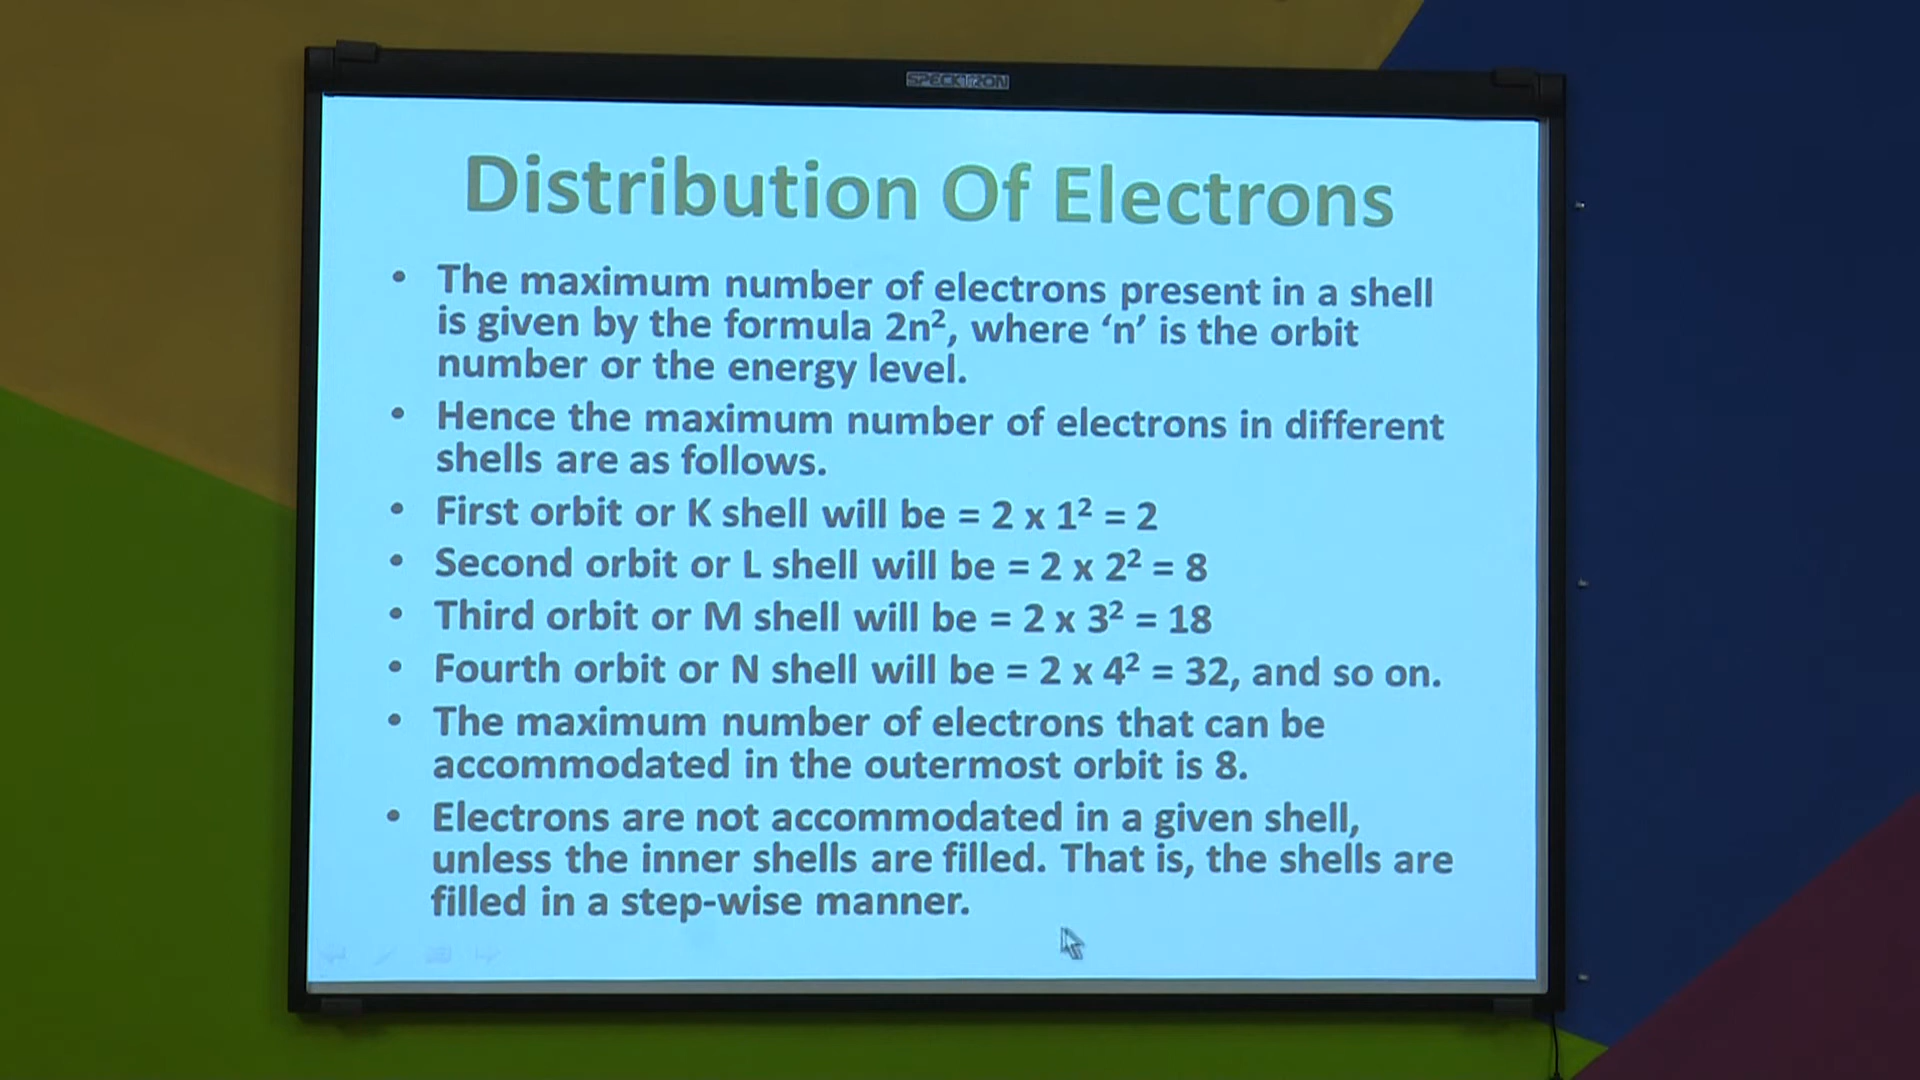 SPECKTRON
Distribution Of Electrons
• The maximum number of electrons present in a shell
is given by the formula 2n², where ‘n’ is the orbit
number or the energy level.
• Hence the maximum number of electrons in different
shells are as follows.
• First orbit or K shell will be = 2 x 1² = 2
• Second orbit or L shell will be = 2 x 2² = 8
• Third orbit or M shell will be = 2 x 3² = 18
• Fourth orbit or N shell will be = 2 x 4² = 32, and so on.
• The maximum number of electrons that can be
accommodated in the outermost orbit is 8.
• Electrons are not accommodated in a given shell,
unless the inner shells are filled. That is, the shells are
filled in a step-wise manner.